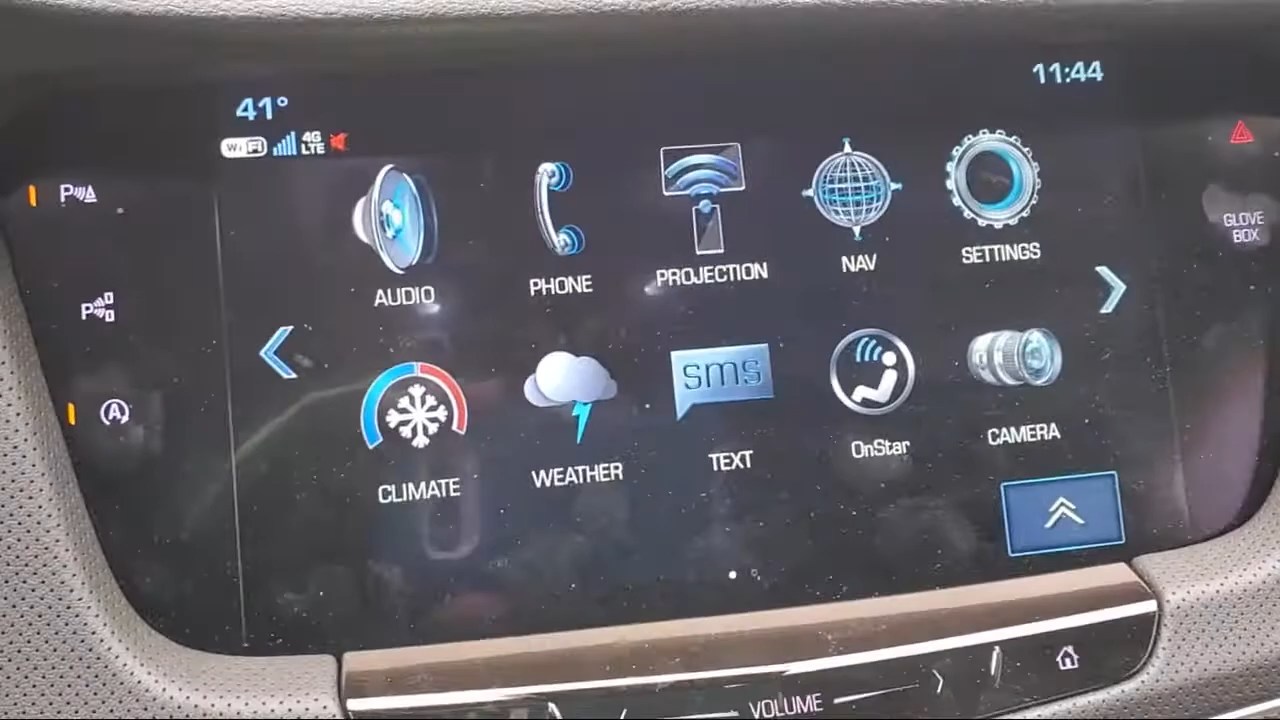 41°
11:44
Wi Fi
4G
LTE
P
GLOVE
BOX
AUDIO
PHONE
PROJECTION
NAV
SETTINGS
P
A
sms
CLIMATE
WEATHER
TEXT
OnStar
CAMERA
VOLUME